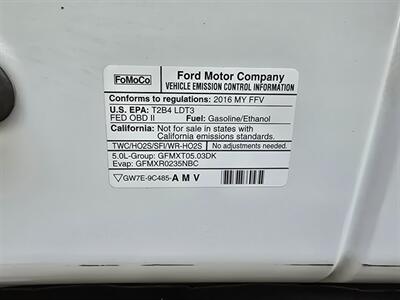 FoMoCo
Ford Motor Company
VEHICLE EMISSION CONTROL INFORMATION
Conforms to regulations: 2016 MY FFV
U.S. EPA: T2B4 LDT3
FED OBD II Fuel: Gasoline/Ethanol
California: Not for sale in states with
California emissions standards.
TWC/HO2S/SFI/WR-HO2S No adjustments needed.
5.0L-Group: GFMXT05.03DK
Evap: GFMXR0235NBC
GW7E-9C485-A M V